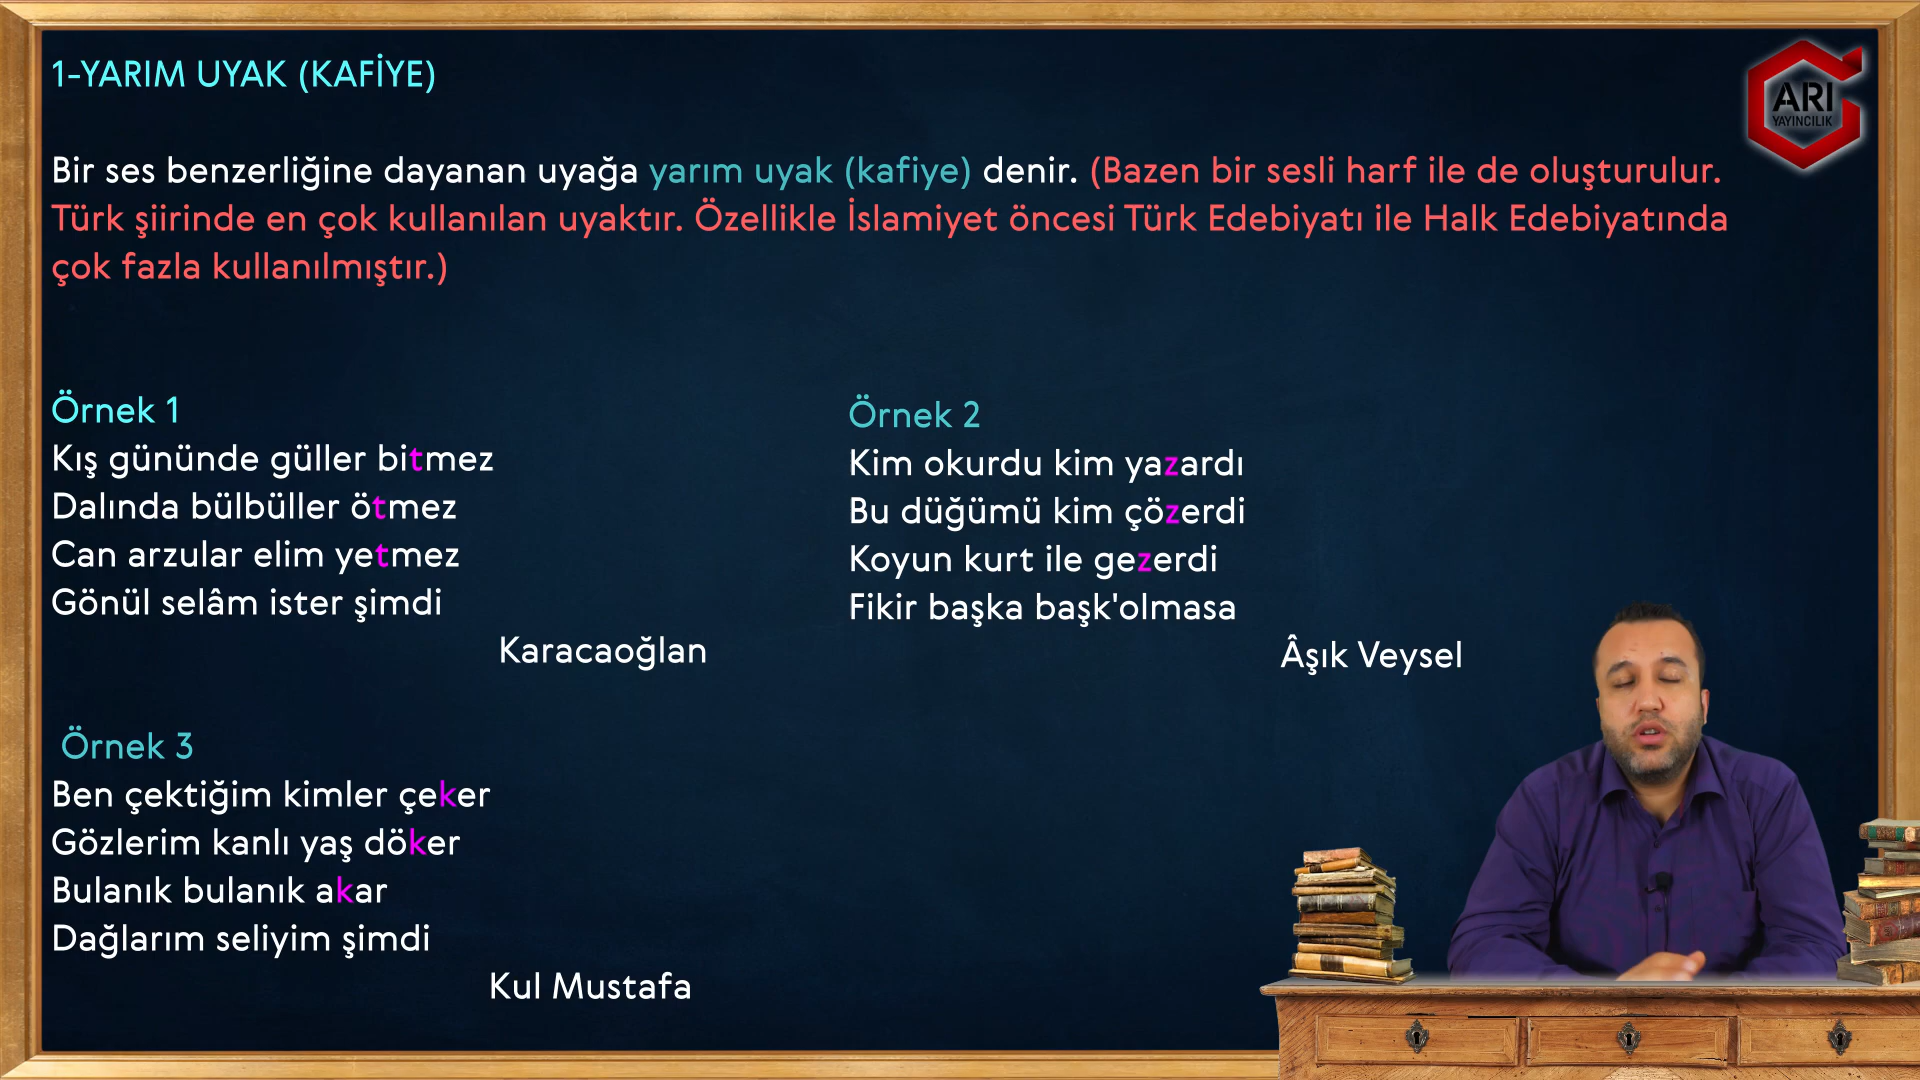 1-YARIM UYAK (KAFİYE)
Bir ses benzerliğine dayanan uyağa yarım uyak (kafiye) denir. (Bazen bir sesli harf ile de oluşturulur.
Türk şiirinde en çok kullanılan uyaktır. Özellikle İslamiyet öncesi Türk Edebiyatı ile Halk Edebiyatında
çok fazla kullanılmıştır.)
ARI
YAYINCILIK
Örnek 1
Kış gününde güller bitmez
Dalında bülbüller ötmez
Can arzular elim yetmez
Gönül selâm ister şimdi
Karacaoğlan
Örnek 2
Kim okurdu kim yazardı
Bu düğümü kim çözerdi
Koyun kurt ile gezerdi
Fikir başka başk'olmasa
Âşık Veysel
Örnek 3
Ben çektiğim kimler çeker
Gözlerim kanlı yaş döker
Bulanık bulanık akar
Dağlarım seliyim şimdi
Kul Mustafa